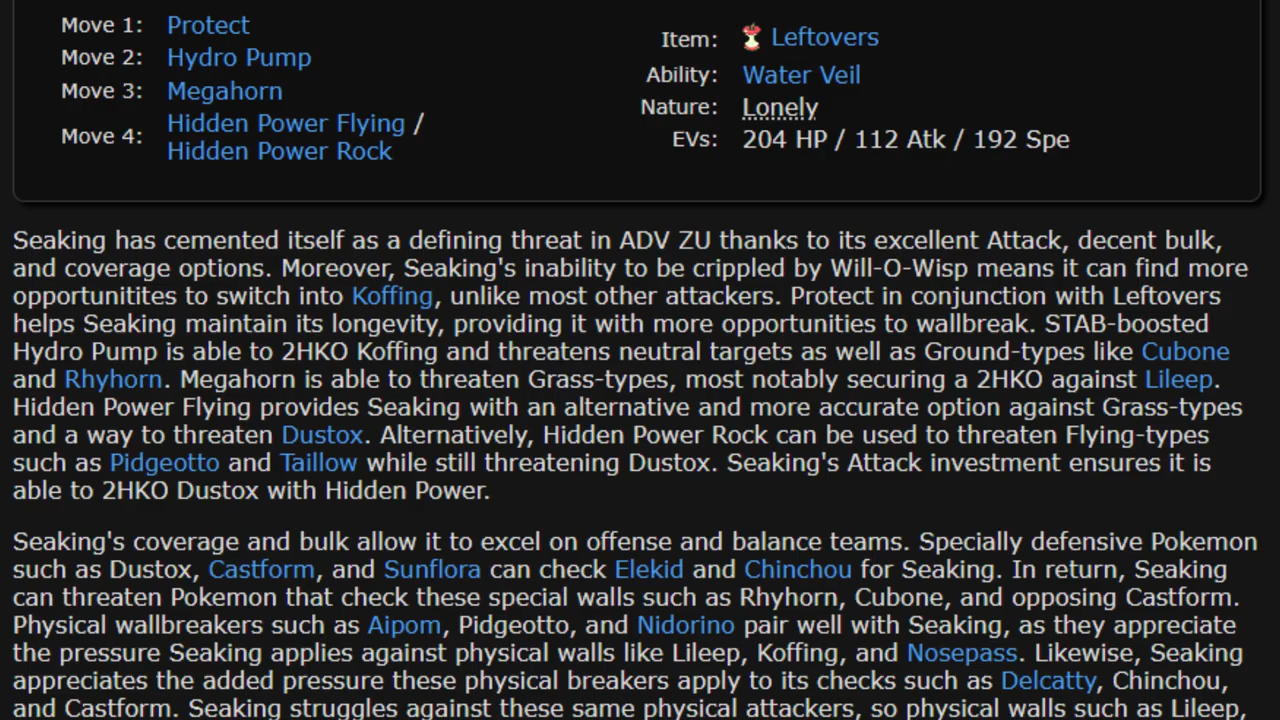 Move 1: Protect
Move 2: Hydro Pump
Move 3: Megahorn
Move 4: Hidden Power Flying /
Hidden Power Rock
Item: Leftovers
Ability: Water Veil
Nature: Lonely
EVs: 204 HP / 112 Atk / 192 Spe
Seaking has cemented itself as a defining threat in ADV ZU thanks to its excellent Attack, decent bulk,
and coverage options. Moreover, Seaking's inability to be crippled by Will-O-Wisp means it can find more
opportunitites to switch into Koffing, unlike most other attackers. Protect in conjunction with Leftovers
helps Seaking maintain its longevity, providing it with more opportunities to wallbreak. STAB-boosted
Hydro Pump is able to 2HKO Koffing and threatens neutral targets as well as Ground-types like Cubone
and Rhyhorn. Megahorn is able to threaten Grass-types, most notably securing a 2HKO against Lileep.
Hidden Power Flying provides Seaking with an alternative and more accurate option against Grass-types
and a way to threaten Dustox. Alternatively, Hidden Power Rock can be used to threaten Flying-types
such as Pidgeotto and Taillow while still threatening Dustox. Seaking's Attack investment ensures it is
able to 2HKO Dustox with Hidden Power.
Seaking's coverage and bulk allow it to excel on offense and balance teams. Specially defensive Pokemon
such as Dustox, Castform, and Sunflora can check Elekid and Chinchou for Seaking. In return, Seaking
can threaten Pokemon that check these special walls such as Rhyhorn, Cubone, and opposing Castform.
Physical wallbreakers such as Aipom, Pidgeotto, and Nidorino pair well with Seaking, as they appreciate
the pressure Seaking applies against physical walls like Lileep, Koffing, and Nosepass. Likewise, Seaking
appreciates the added pressure these physical breakers apply to its checks such as Delcatty, Chinchou,
and Castform. Seaking struggles against these same physical attackers, so physical walls such as Lileep,